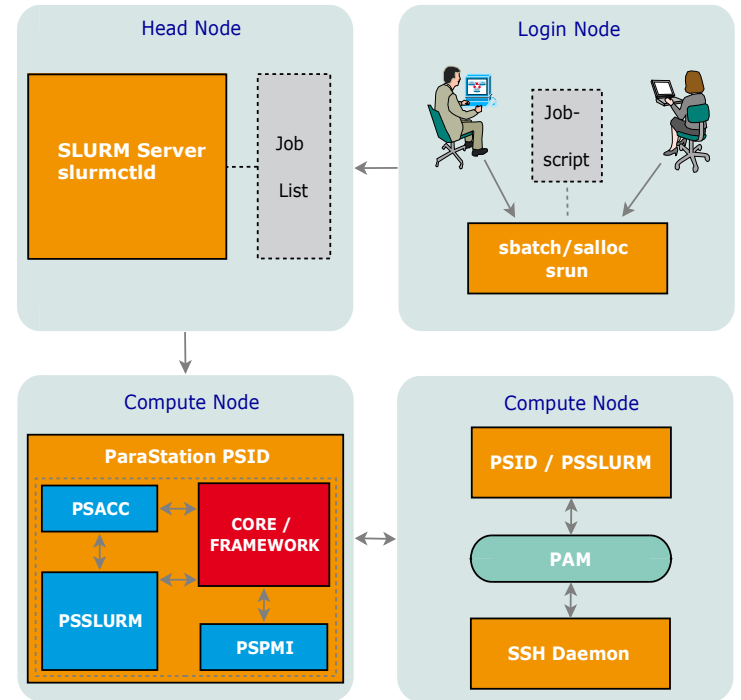 Head Node
SLURM Server
slurmctld
Job
List
Login Node
Job-
script
sbatch/salloc
srun
Compute Node
ParaStation PSID
PSACC
CORE /
FRAMEWORK
PSSLURM
PSPMI
Compute Node
PSID / PSSLURM
PAM
SSH Daemon